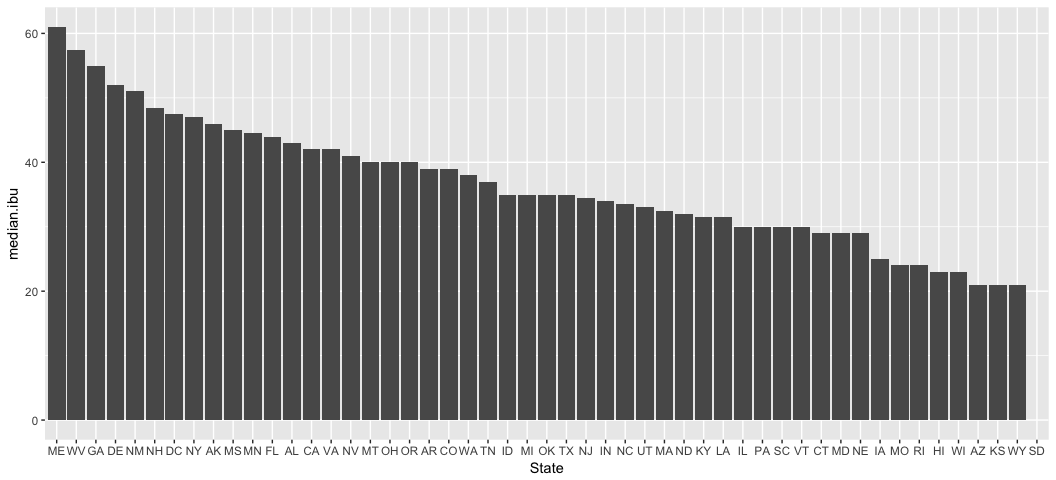 60
40
20
0
median.ibu
ME WV GA DE NM NH DC NY AK MS MN FL AL CA VA NV MT OH OR AR CO WA TN ID MI OK TX NJ IN NC UT MA ND KY LA IL PA SC VT CT MD NE IA MO RI HI WI AZ KS WY SD
State